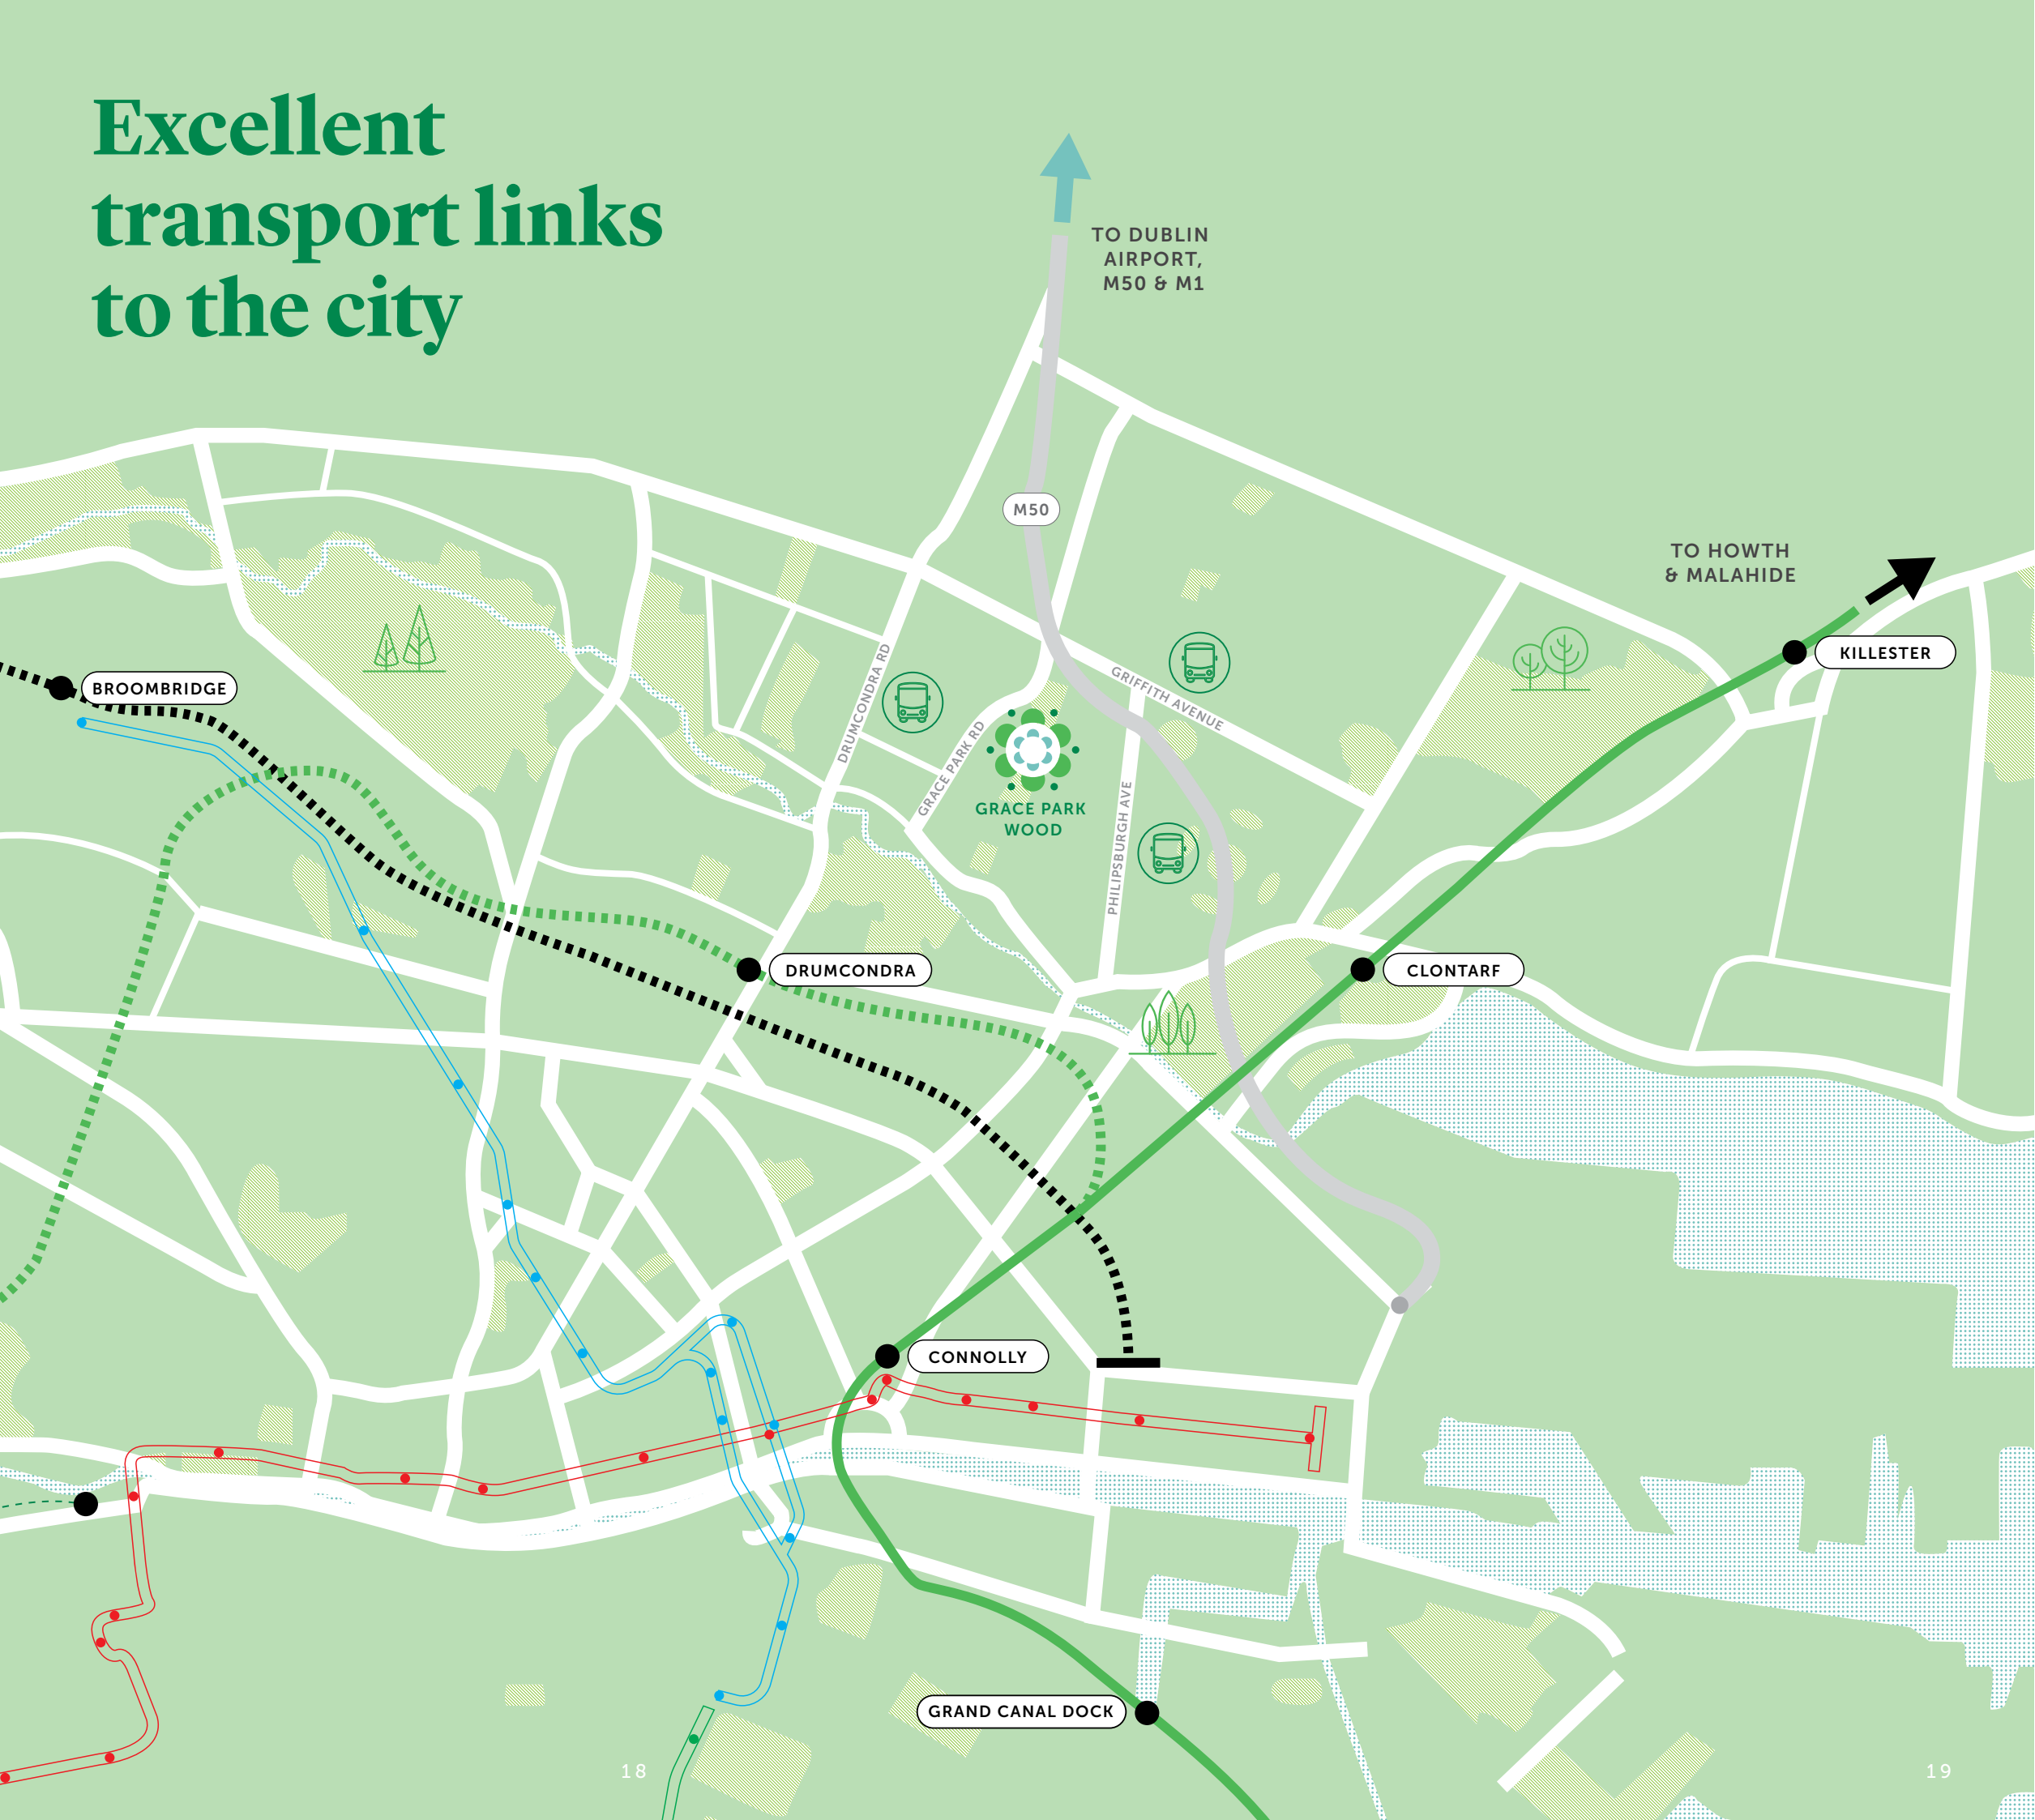 Excellent
transport links
to the city
TO DUBLIN
AIRPORT,
M50 & M1
M50
TO HOWTH
& MALAHIDE
KILLESTER
BROOMBRIDGE
DRUMCONDRA RD
GRIFFITH AVENUE
GRACE PARK RD
GRACE PARK
WOOD
PHILIPSBURGH AVE
DRUMCONDRA
CLONTARF
CONNOLLY
GRAND CANAL DOCK
18
19